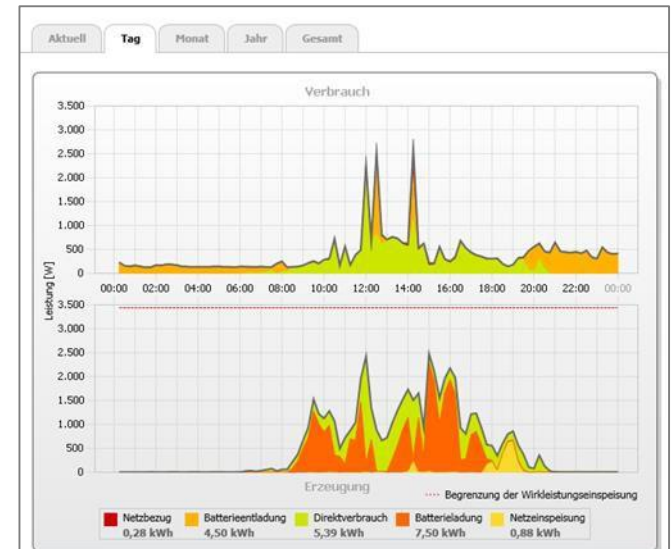 Aktuell Tag Monat Jahr Gesamt
Verbrauch
3.500
3.000
2.500
2.000
1.500
1.000
500
0
00:00 02:00 04:00 06:00 08:00 10:00 12:00 14:00 16:00 18:00 20:00 22:00 00:00
Leistung [W]
3.500
3.000
2.500
2.000
1.500
1.000
500
0
Erzeugung
Begrenzung der Wirkleistungseinspeisung
Netzbezug Batterieentladung Direktverbrauch Batterieladung Netzeinspeisung
0,28 kWh 4,50 kWh 5,39 kWh 7,50 kWh 0,88 kWh